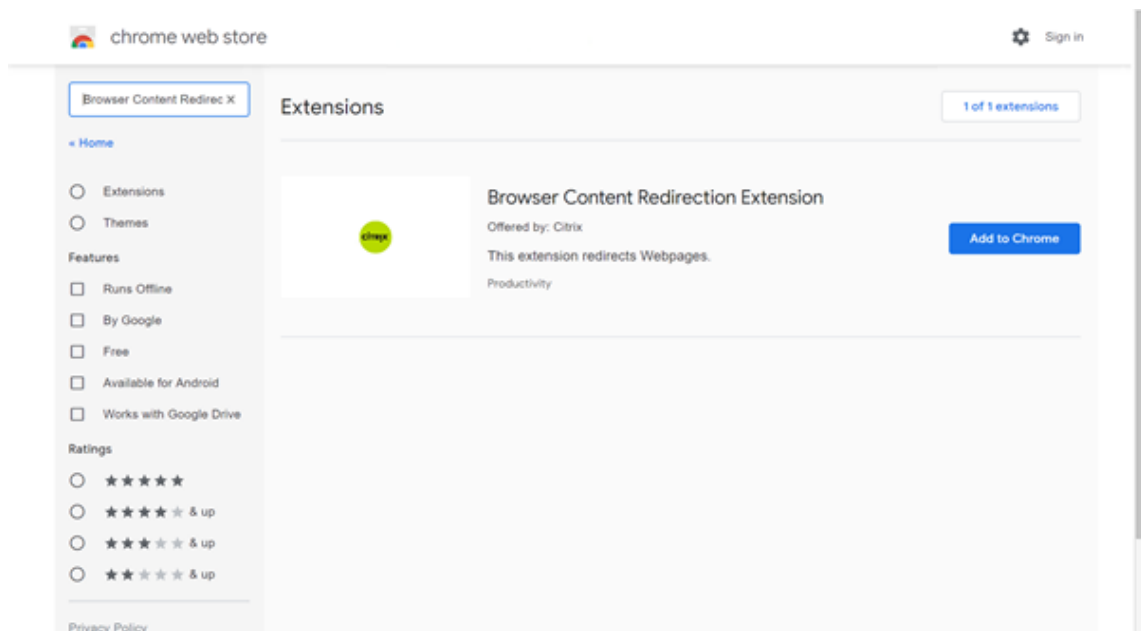 chrome web store
Sign in
Browser Content Redirec X
« Home
Extensions
Themes
Features
Runs Offline
By Google
Free
Available for Android
Works with Google Drive
Ratings
& up
& up
& up
Privacy Policy
Extensions
1 of 1 extensions
citrix
Browser Content Redirection Extension
Offered by: Citrix
This extension redirects Webpages.
Productivity
Add to Chrome